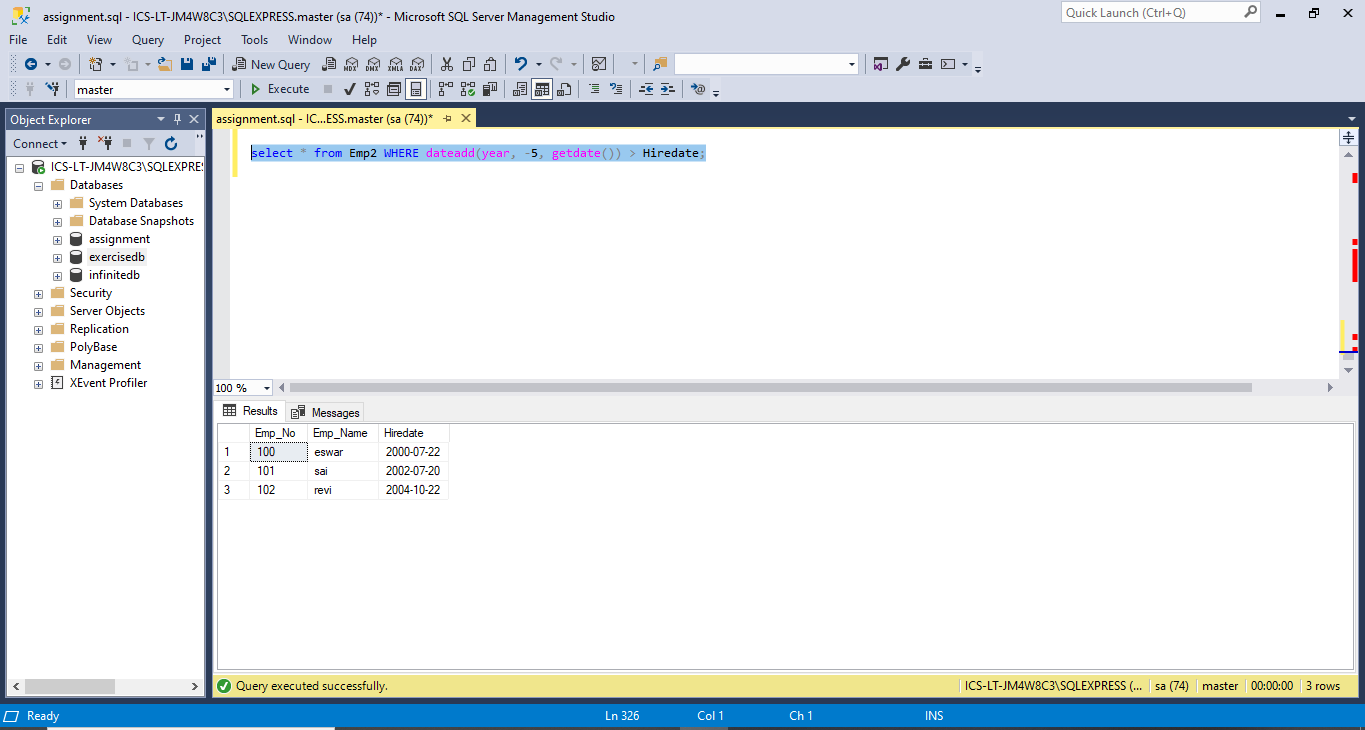 assignment.sql - ICS-LT-JM4W8C3\SQLEXPRESS.master (sa (74))* - Microsoft SQL Server Management Studio
Quick Launch (Ctrl+Q)
File Edit View Query Project Tools Window Help
New Query MDX DMX XMLA DAX
master Execute
Object Explorer
assignment.sql - IC...ESS.master (sa (74))*
Connect
ICS-LT-JM4W8C3\SQLEXPRE
Databases
System Databases
Database Snapshots
assignment
exercisedb
infinitedb
Security
Server Objects
Replication
PolyBase
Management
XEvent Profiler
select * from Emp2 WHERE dateadd(year, -5, getdate()) > Hiredate;
100 %
Results Messages
Emp_No Emp_Name Hiredate
1 100 eswar 2000-07-22
2 101 sai 2002-07-20
3 102 revi 2004-10-22
Query executed successfully.
ICS-LT-JM4W8C3\SQLEXPRESS (... sa (74) master 00:00:00 3 rows
Ready Ln 326 Col 1 Ch 1 INS